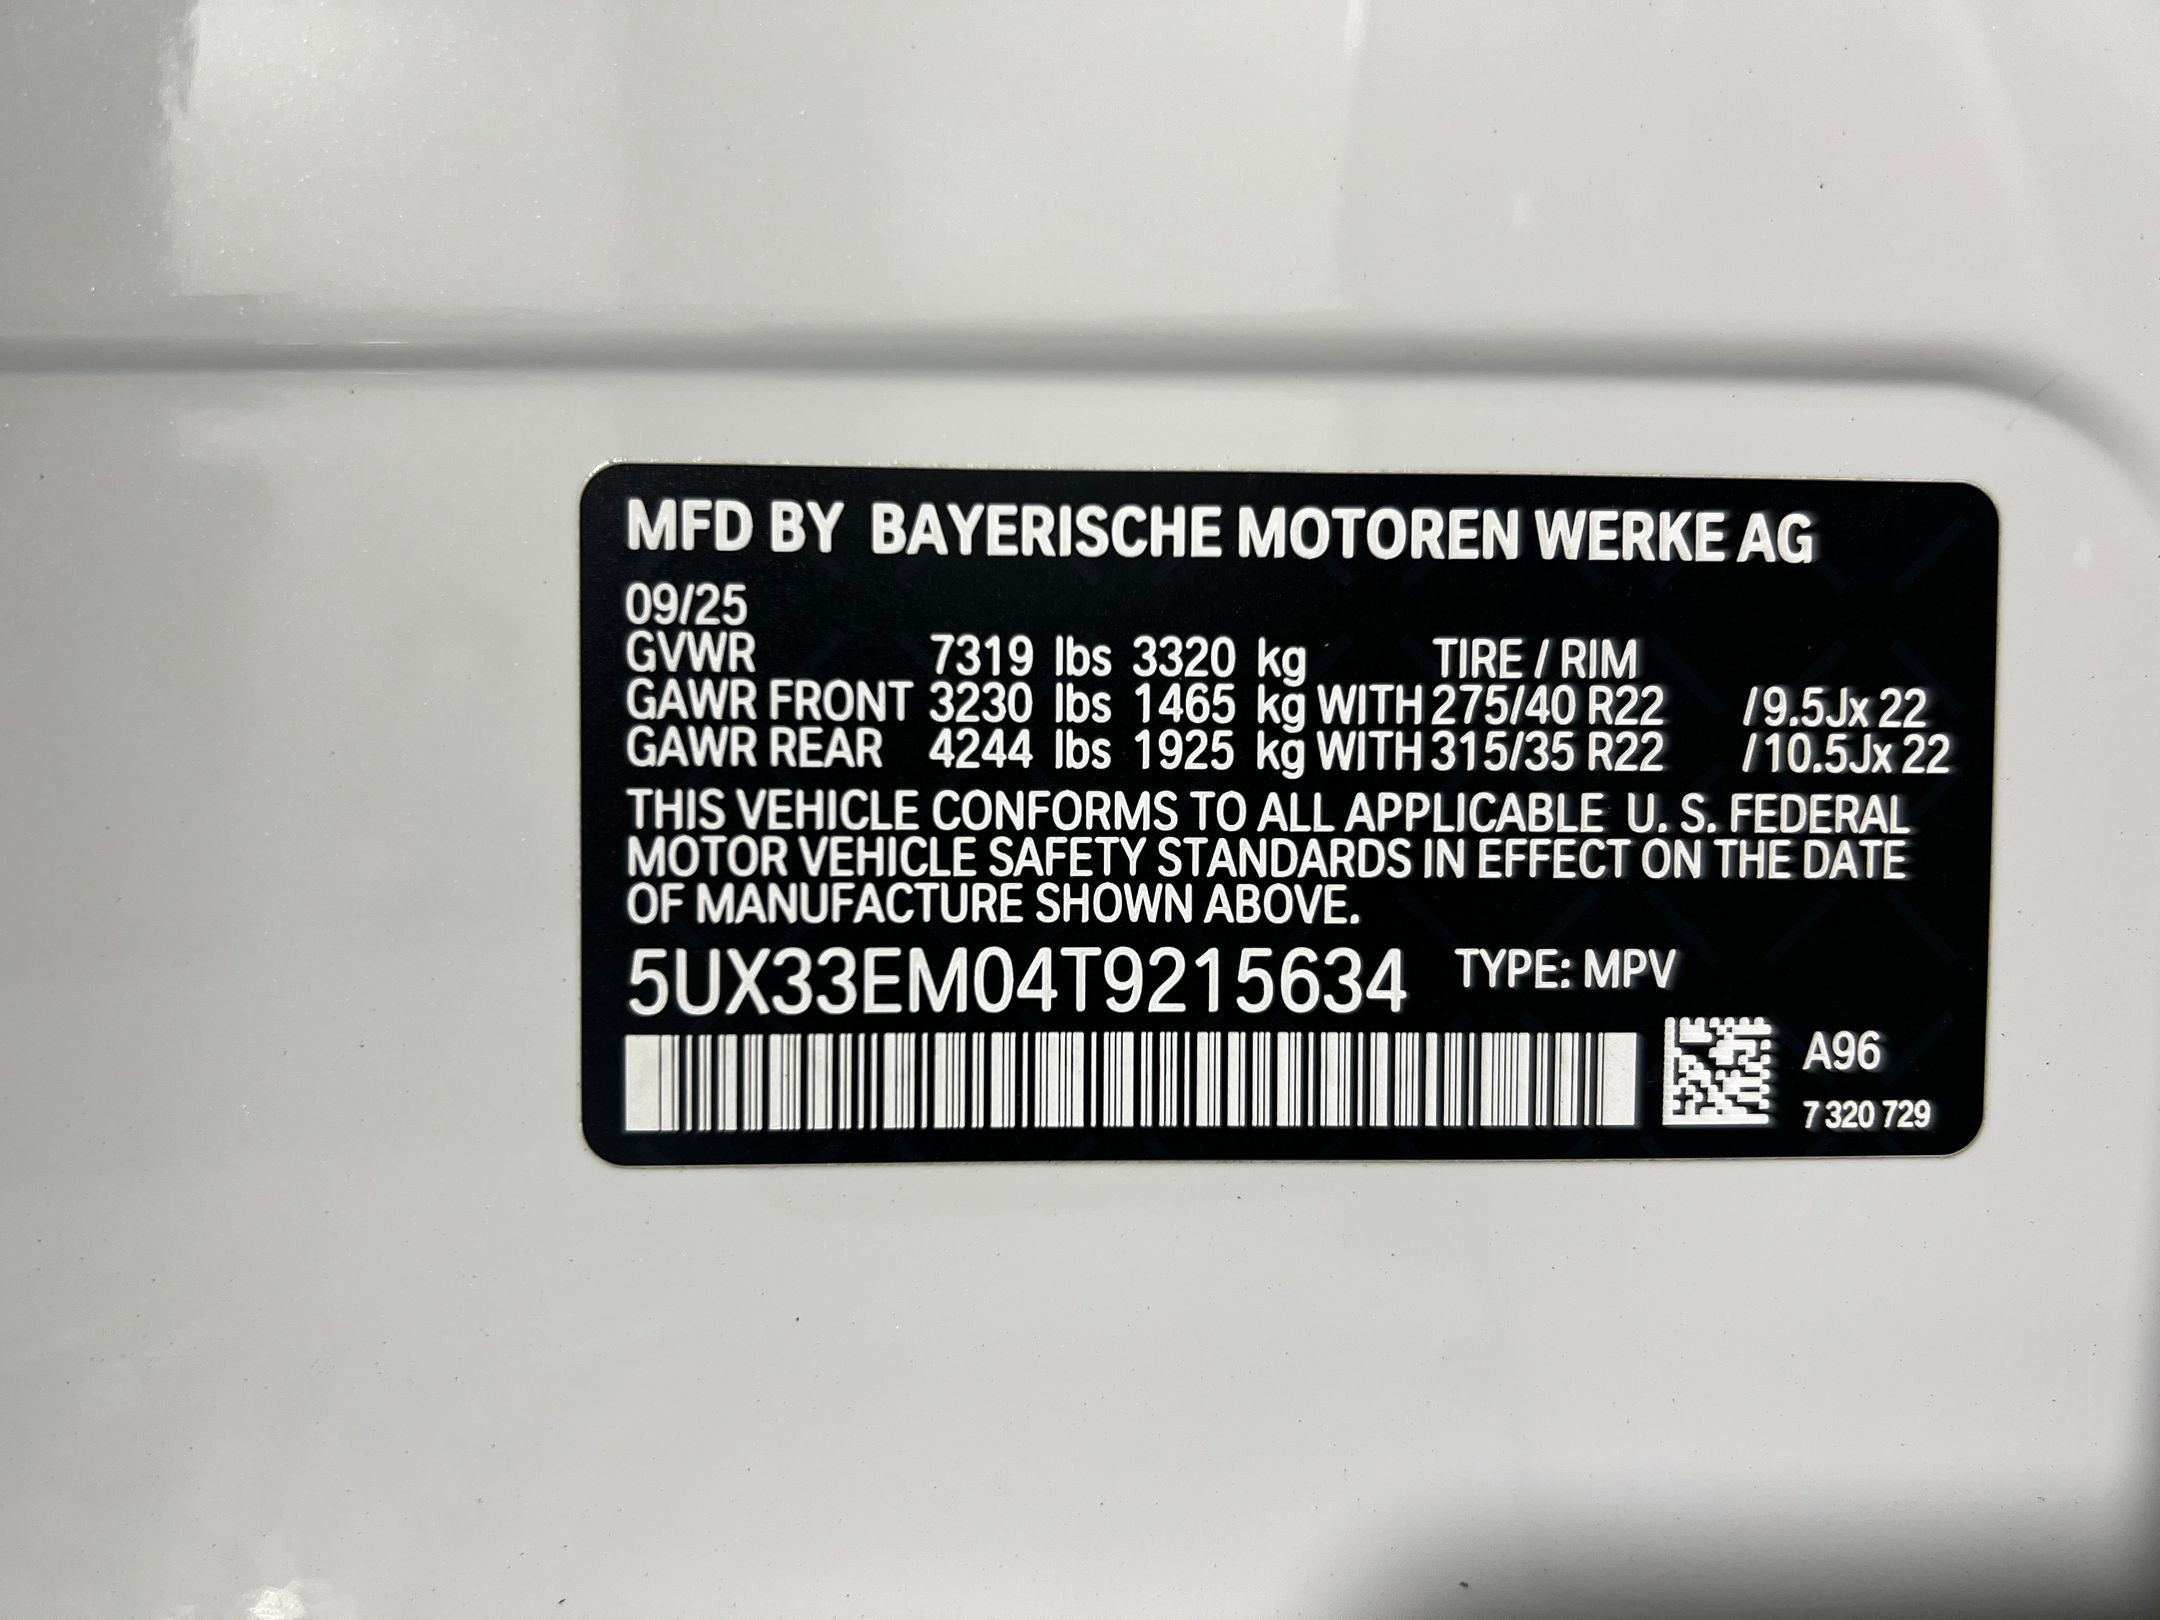 MFD BY BAYERISCHE MOTOREN WERKE AG
09/25
GVWR 7319 lbs 3320 kg TIRE / RIM
GAWR FRONT 3230 lbs 1465 kg WITH 275/40 R22 / 9.5Jx 22
GAWR REAR 4244 lbs 1925 kg WITH 315/35 R22 / 10.5Jx 22
THIS VEHICLE CONFORMS TO ALL APPLICABLE U. S. FEDERAL
MOTOR VEHICLE SAFETY STANDARDS IN EFFECT ON THE DATE
OF MANUFACTURE SHOWN ABOVE.
5UX33EM04T9215634 TYPE: MPV
A96
7 320 729